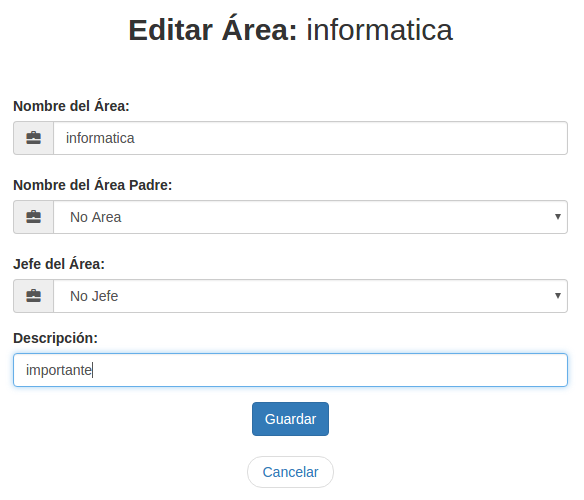 Editar Área: informatica
Nombre del Área:
informatica
Nombre del Área Padre:
No Area
Jefe del Área:
No Jefe
Descripción:
importante
Guardar
Cancelar